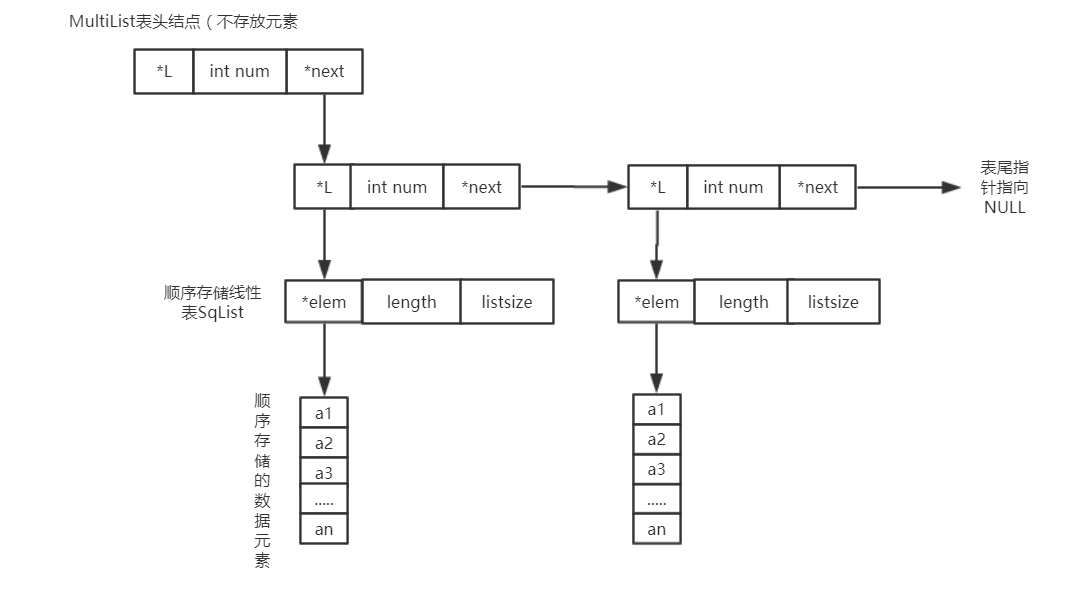 MultiList表头结点（不存放元素
*L int num *next
*L int num *next
*L int num *next
表尾指
针指向
NULL
顺序存储线性
表SqList
*elem length listsize
*elem length listsize
顺
序
存
储
的
数
据
元
素
a1
a2
a3
.....
an
a1
a2
a3
.....
an